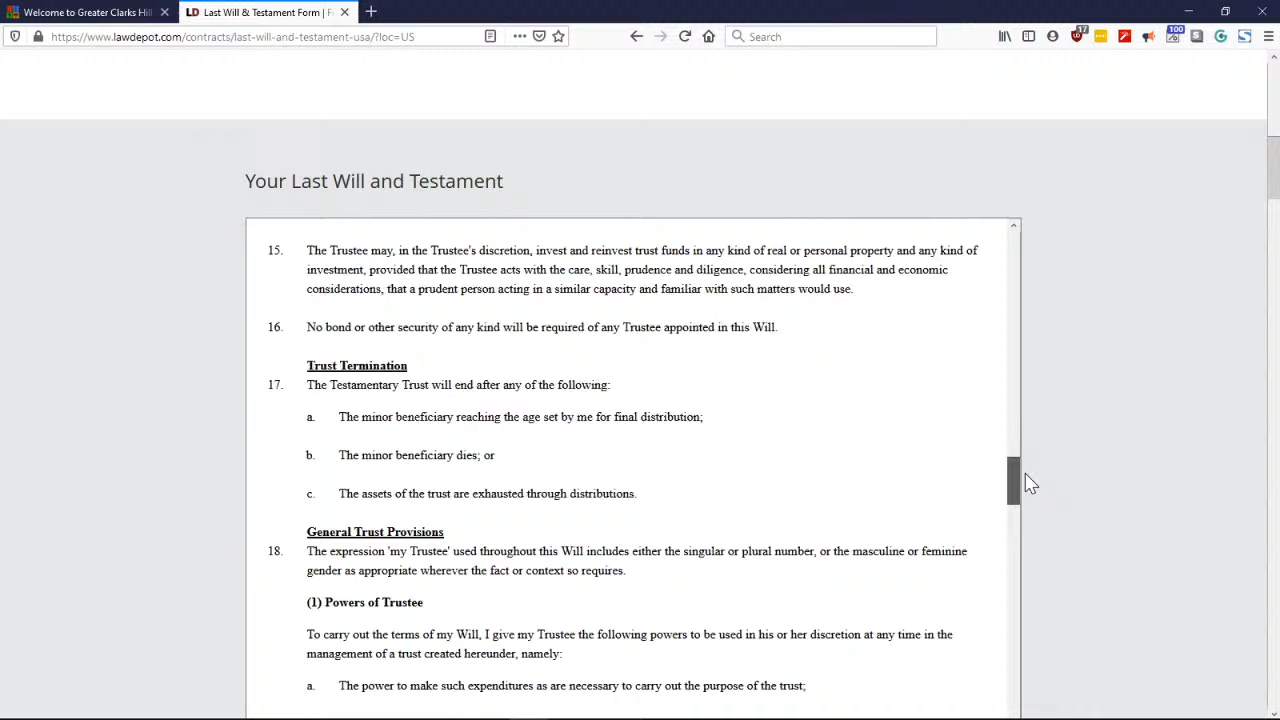 Welcome to Greater Clarks Hill
LD Last Will & Testament Form | F
https://www.lawdepot.com/contracts/last-will-and-testament-usa/?loc=US
Search
17
100
Your Last Will and Testament
15. The Trustee may, in the Trustee's discretion, invest and reinvest trust funds in any kind of real or personal property and any kind of
investment, provided that the Trustee acts with the care, skill, prudence and diligence, considering all financial and economic
considerations, that a prudent person acting in a similar capacity and familiar with such matters would use.
16. No bond or other security of any kind will be required of any Trustee appointed in this Will.
Trust Termination
17. The Testamentary Trust will end after any of the following:
a. The minor beneficiary reaching the age set by me for final distribution;
b. The minor beneficiary dies; or
c. The assets of the trust are exhausted through distributions.
General Trust Provisions
18. The expression 'my Trustee' used throughout this Will includes either the singular or plural number, or the masculine or feminine
gender as appropriate wherever the fact or context so requires.
(1) Powers of Trustee
To carry out the terms of my Will, I give my Trustee the following powers to be used in his or her discretion at any time in the
management of a trust created hereunder, namely:
a. The power to make such expenditures as are necessary to carry out the purpose of the trust;